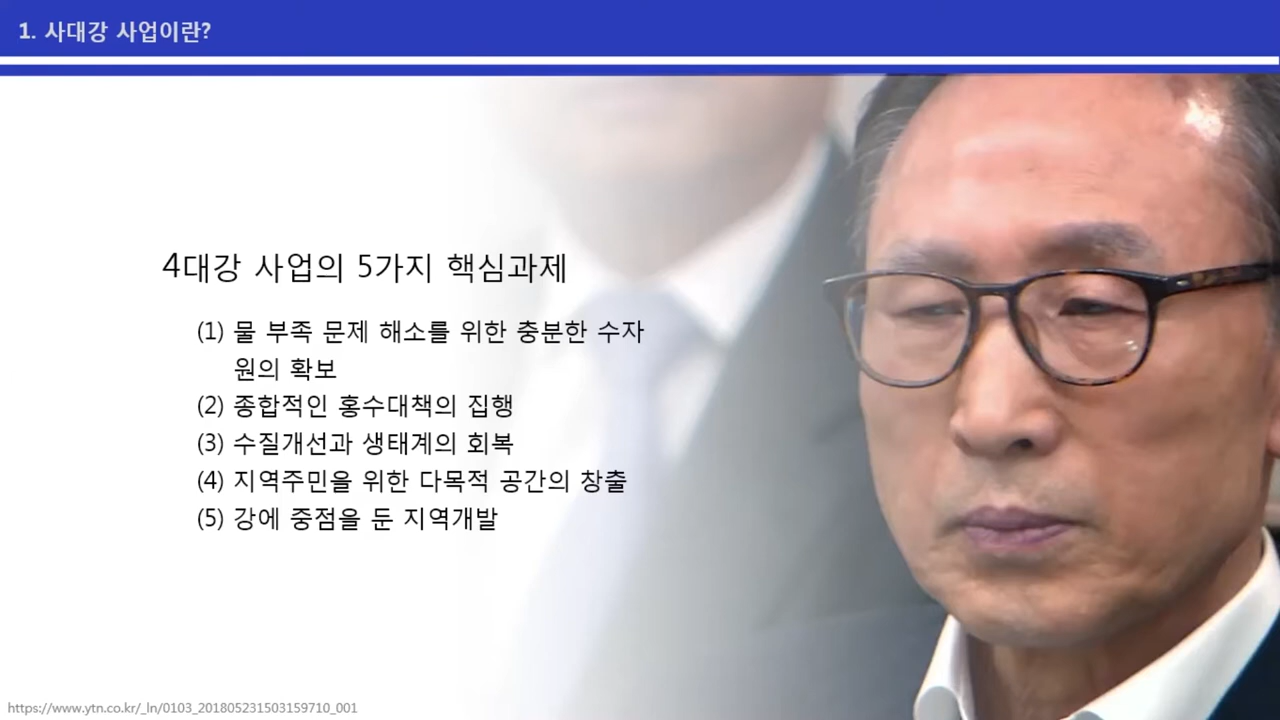 1. 사대강 사업이란?
4대강 사업의 5가지 핵심과제
(1) 물 부족 문제 해소를 위한 충분한 수자
원의 확보
(2) 종합적인 홍수대책의 집행
(3) 수질개선과 생태계의 회복
(4) 지역주민을 위한 다목적 공간의 창출
(5) 강에 중점을 둔 지역개발
https://www.ytn.co.kr/_ln/0103_201805231503159710_001